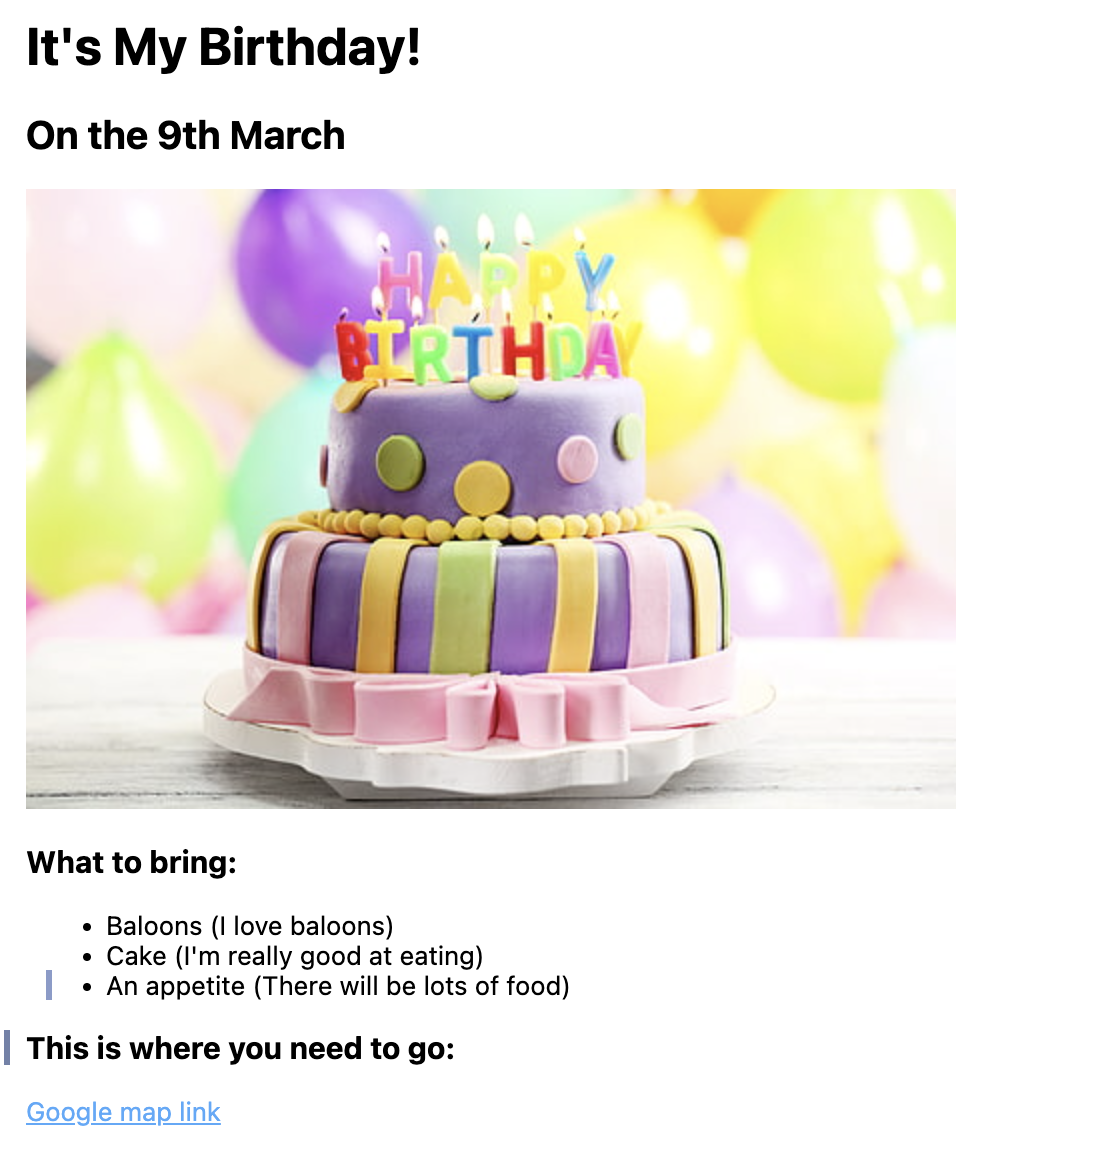 It's My Birthday!
On the 9th March
HAPPY
BIRTHDAY
What to bring:
Baloons (I love baloons)
Cake (I'm really good at eating)
An appetite (There will be lots of food)
This is where you need to go:
Google map link